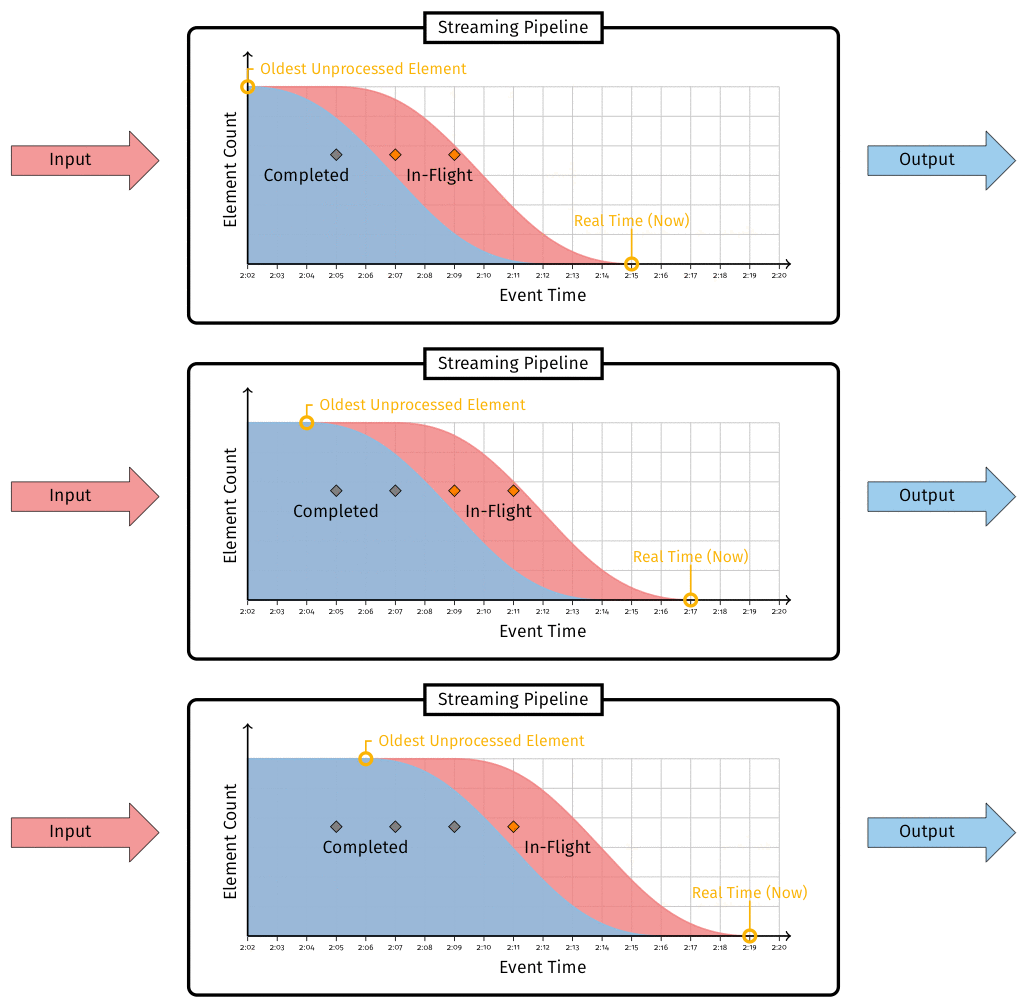 Streaming Pipeline
Oldest Unprocessed Element
Element Count
Input
Output
Completed
In-Flight
Real Time (Now)
2:02 2:03 2:04 2:05 2:06 2:07 2:08 2:09 2:10 2:11 2:12 2:13 2:14 2:15 2:16 2:17 2:18 2:19 2:20
Event Time
Streaming Pipeline
Oldest Unprocessed Element
Element Count
Input
Output
Completed
In-Flight
Real Time (Now)
2:02 2:03 2:04 2:05 2:06 2:07 2:08 2:09 2:10 2:11 2:12 2:13 2:14 2:15 2:16 2:17 2:18 2:19 2:20
Event Time
Streaming Pipeline
Oldest Unprocessed Element
Element Count
Input
Output
Completed
In-Flight
Real Time (Now)
2:02 2:03 2:04 2:05 2:06 2:07 2:08 2:09 2:10 2:11 2:12 2:13 2:14 2:15 2:16 2:17 2:18 2:19 2:20
Event Time